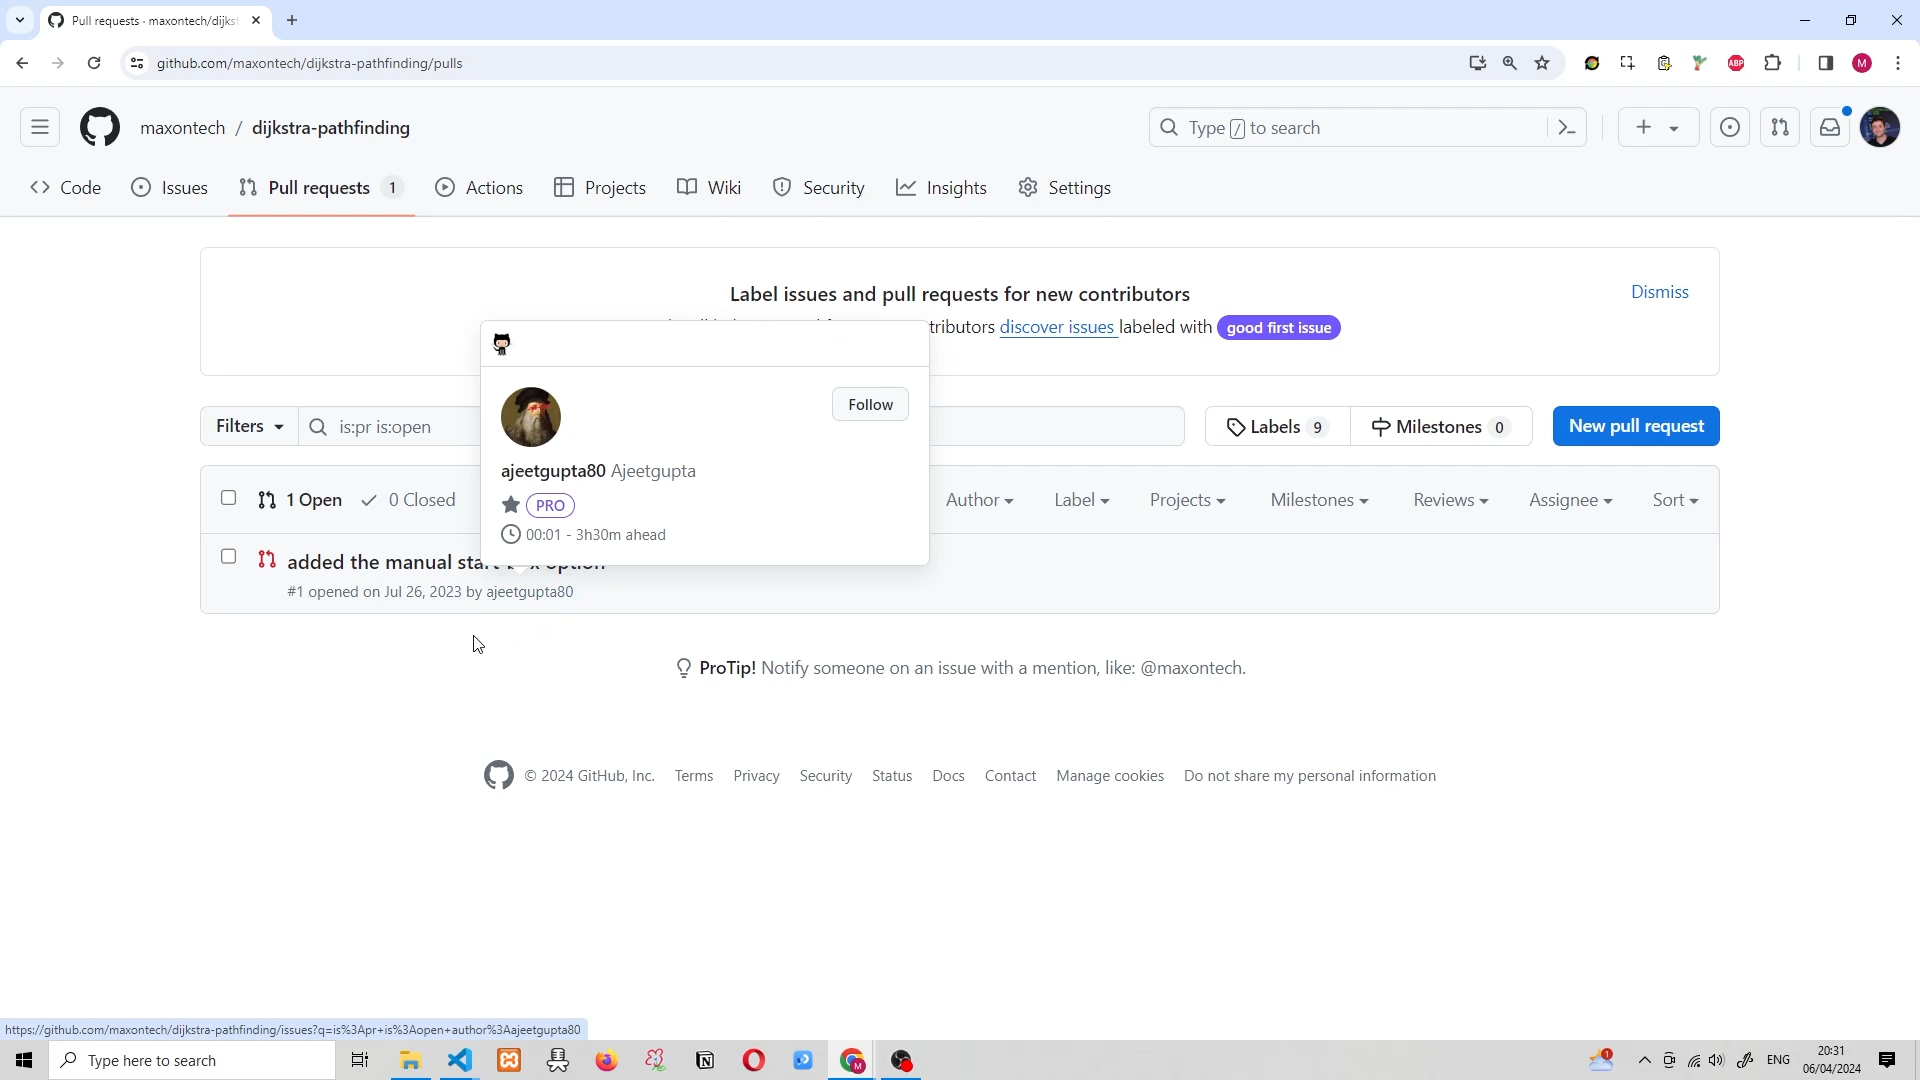 Pull requests · maxontech/dijkst
github.com/maxontech/dijkstra-pathfinding/pulls
ABP
M
maxontech / dijkstra-pathfinding
Type / to search
Code
Issues
Pull requests 1
Actions
Projects
Wiki
Security
Insights
Settings
Label issues and pull requests for new contributors
Dismiss
tributors discover issues labeled with good first issue
Follow
Filters
is:pr is:open
Labels 9
Milestones 0
New pull request
ajeetgupta80 Ajeetgupta
PRO
00:01 - 3h30m ahead
1 Open
0 Closed
Author
Label
Projects
Milestones
Reviews
Assignee
Sort
added the manual start option
#1 opened on Jul 26, 2023 by ajeetgupta80
ProTip! Notify someone on an issue with a mention, like: @maxontech.
© 2024 GitHub, Inc. Terms Privacy Security Status Docs Contact Manage cookies Do not share my personal information
https://github.com/maxontech/dijkstra-pathfinding/issues?q=is%3Apr+is%3Aopen+author%3Aajeetgupta80
Type here to search
M
1
ENG
20:31
06/04/2024